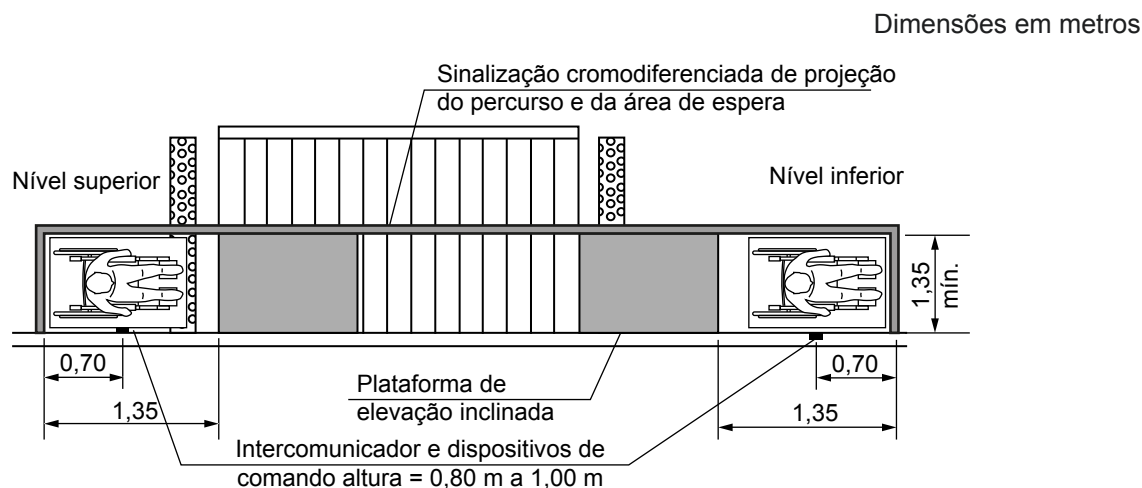 Dimensões em metros
Sinalização cromodiferenciada de projeção
do percurso e da área de espera
Nível superior
Nível inferior
1,35
mín.
0,70
0,70
1,35
1,35
Plataforma de
elevação inclinada
Intercomunicador e dispositivos de
comando altura = 0,80 m a 1,00 m